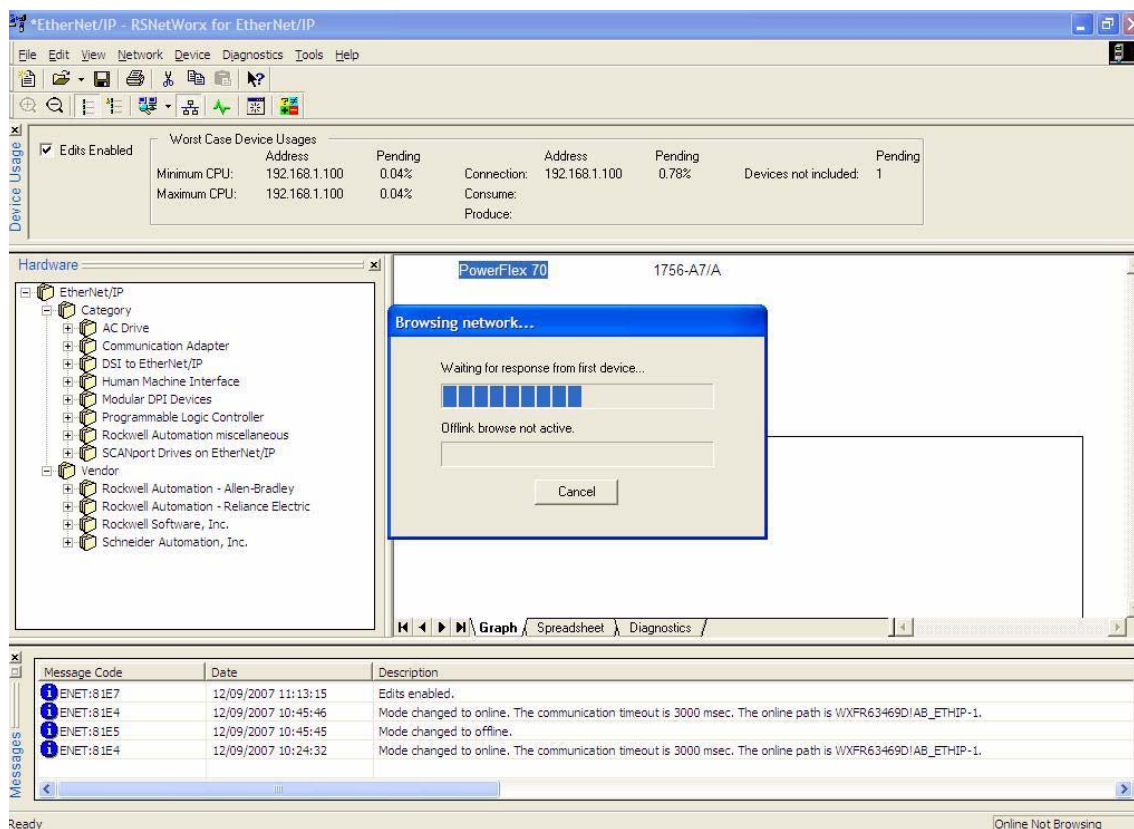 *EtherNet/IP - RSNetWorx for EtherNet/IP
File Edit View Network Device Diagnostics Tools Help
Device Usage
Edits Enabled
Worst Case Device Usages
Address Pending Address Pending Pending
Minimum CPU: 192.168.1.100 0.04% Connection: 192.168.1.100 0.78% Devices not included: 1
Maximum CPU: 192.168.1.100 0.04% Consume:
Produce:
Hardware
EtherNet/IP
Category
AC Drive
Communication Adapter
DSI to EtherNet/IP
Human Machine Interface
Modular DPI Devices
Programmable Logic Controller
Rockwell Automation miscellaneous
SCANport Drives on EtherNet/IP
Vendor
Rockwell Automation - Allen-Bradley
Rockwell Automation - Reliance Electric
Rockwell Software, Inc.
Schneider Automation, Inc.
PowerFlex 70 1756-A7/A
Browsing network...
Waiting for response from first device...
Offlink browse not active.
Cancel
Graph Spreadsheet Diagnostics
Messages
Message Code Date Description
ENET:81E7 12/09/2007 11:13:15 Edits enabled.
ENET:81E4 12/09/2007 10:45:46 Mode changed to online. The communication timeout is 3000 msec. The online path is WXFR63469D!AB_ETHIP-1.
ENET:81E5 12/09/2007 10:45:45 Mode changed to offline.
ENET:81E4 12/09/2007 10:24:32 Mode changed to online. The communication timeout is 3000 msec. The online path is WXFR63469D!AB_ETHIP-1.
Ready Online Not Browsing